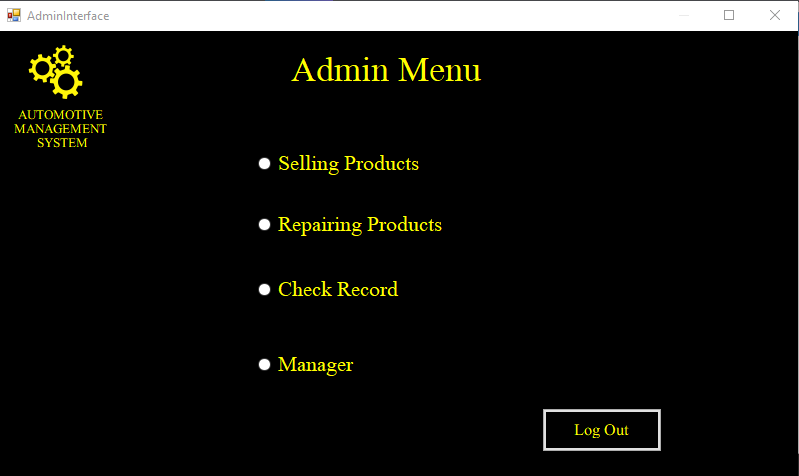 AdminInterface
Admin Menu
AUTOMOTIVE
MANAGEMENT
SYSTEM
Selling Products
Repairing Products
Check Record
Manager
Log Out